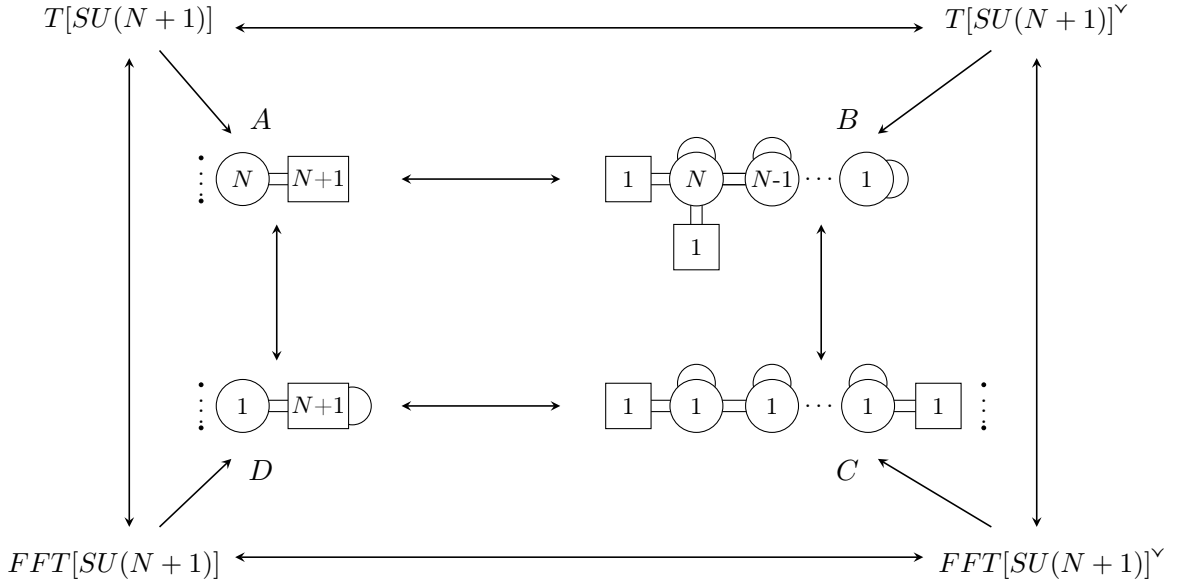 T[SU(N + 1)] T[SU(N + 1)]ˇ
A B
N N+1 1 N N-1 ··· 1
1
1 N+1 1 1 1 ··· 1 1
D C
FFT[SU(N + 1)] FFT[SU(N + 1)]ˇ